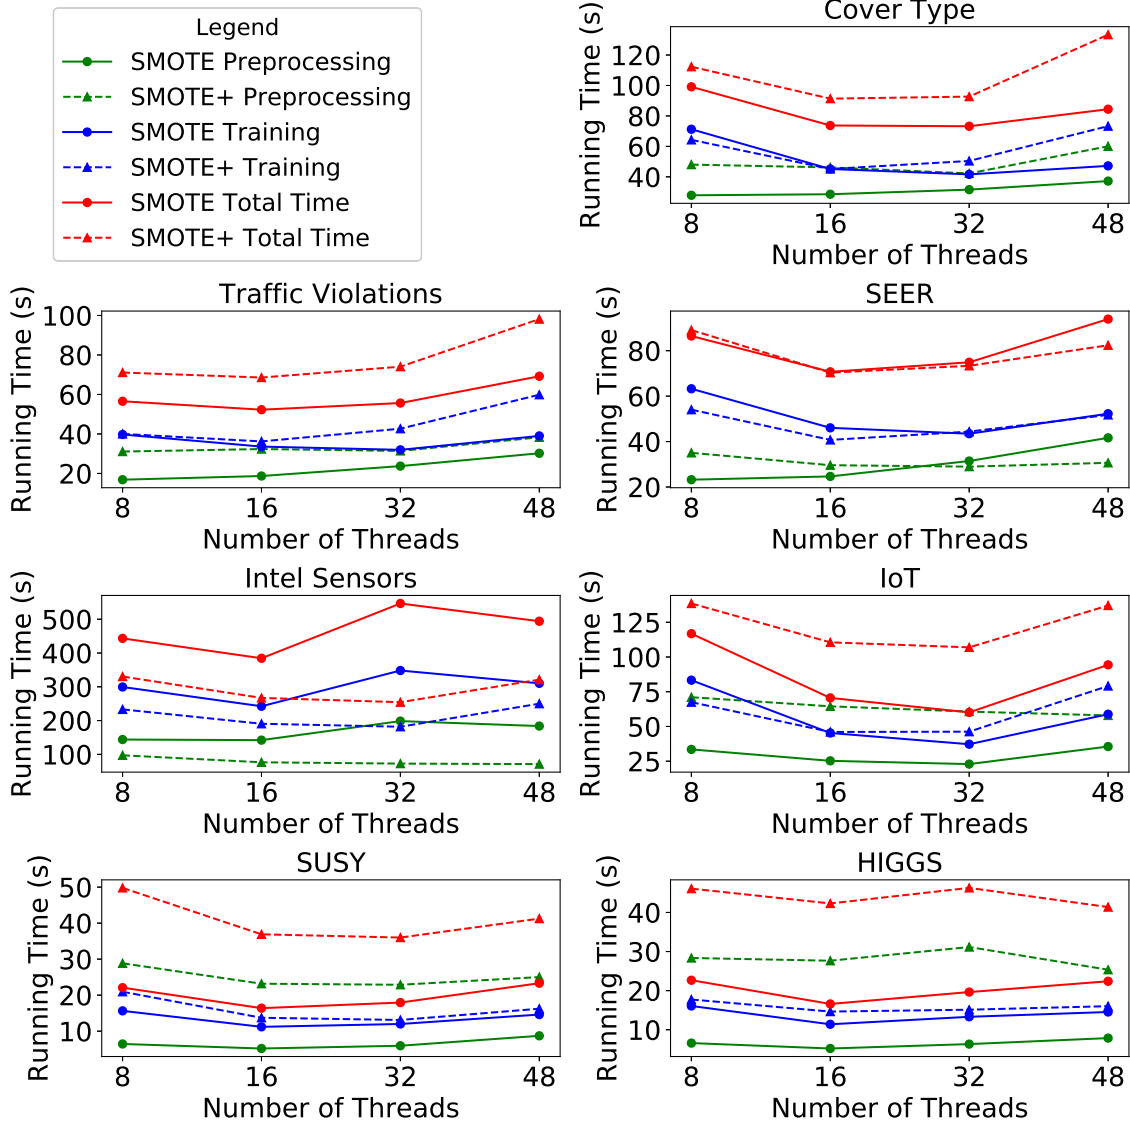 Legend
SMOTE Preprocessing
SMOTE+ Preprocessing
SMOTE Training
SMOTE+ Training
SMOTE Total Time
SMOTE+ Total Time
Cover Type
Running Time (s)
120
100
80
60
40
8 16 32 48
Number of Threads
Traffic Violations
Running Time (s)
100
80
60
40
20
8 16 32 48
Number of Threads
SEER
Running Time (s)
80
60
40
20
8 16 32 48
Number of Threads
Intel Sensors
Running Time (s)
500
400
300
200
100
8 16 32 48
Number of Threads
IoT
Running Time (s)
125
100
75
50
25
8 16 32 48
Number of Threads
SUSY
Running Time (s)
50
40
30
20
10
8 16 32 48
Number of Threads
HIGGS
Running Time (s)
40
30
20
10
8 16 32 48
Number of Threads